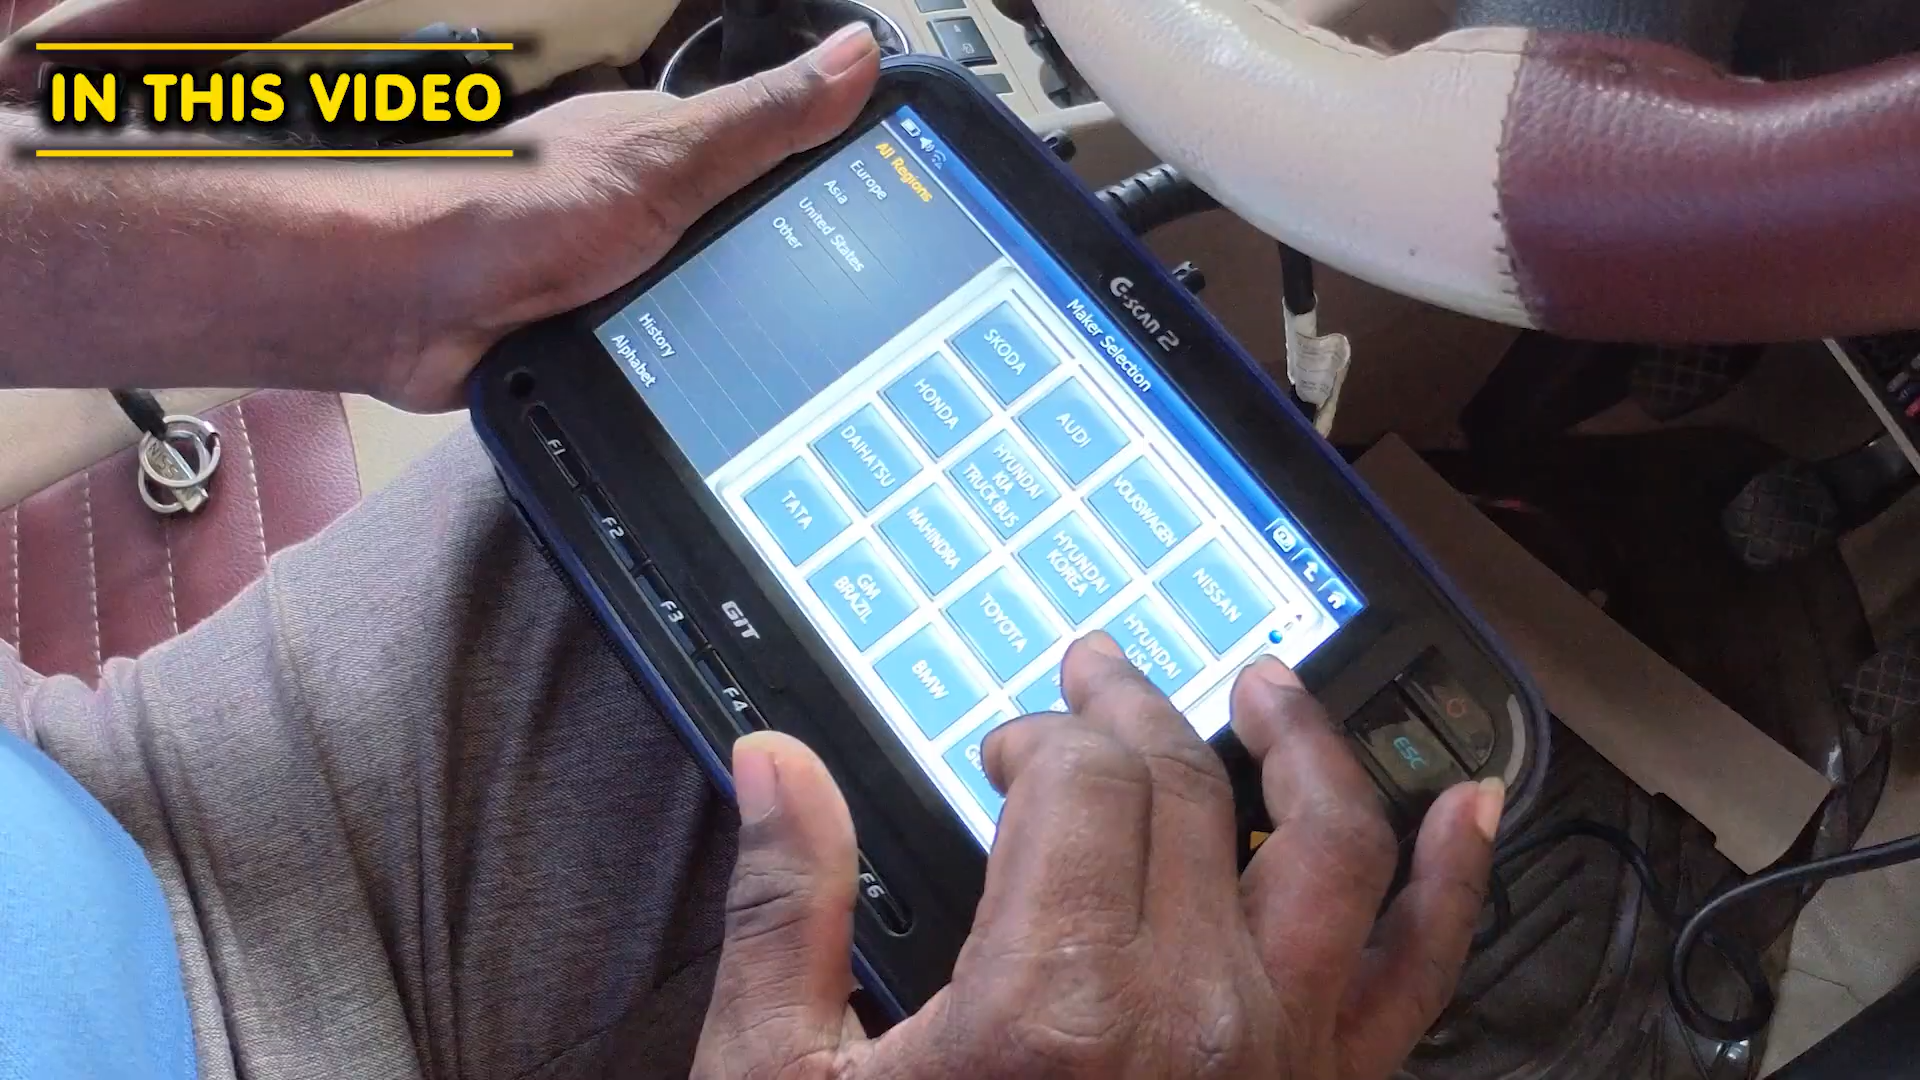 IN THIS VIDEO
G-SCAN 2
Maker Selection
All Regions
Europe
Asia
United States
Other
History
Alphabet
SKODA
AUDI
VOLKSWAGEN
NISSAN
HONDA
HYUNDAI
KIA
TRUCK BUS
HYUNDAI
KOREA
HYUNDAI
USA
DAIHATSU
MAHINDRA
TOYOTA
TATA
GM
BRAZIL
BMW
F1
F2
F3
F4
F6
GIT
ESC